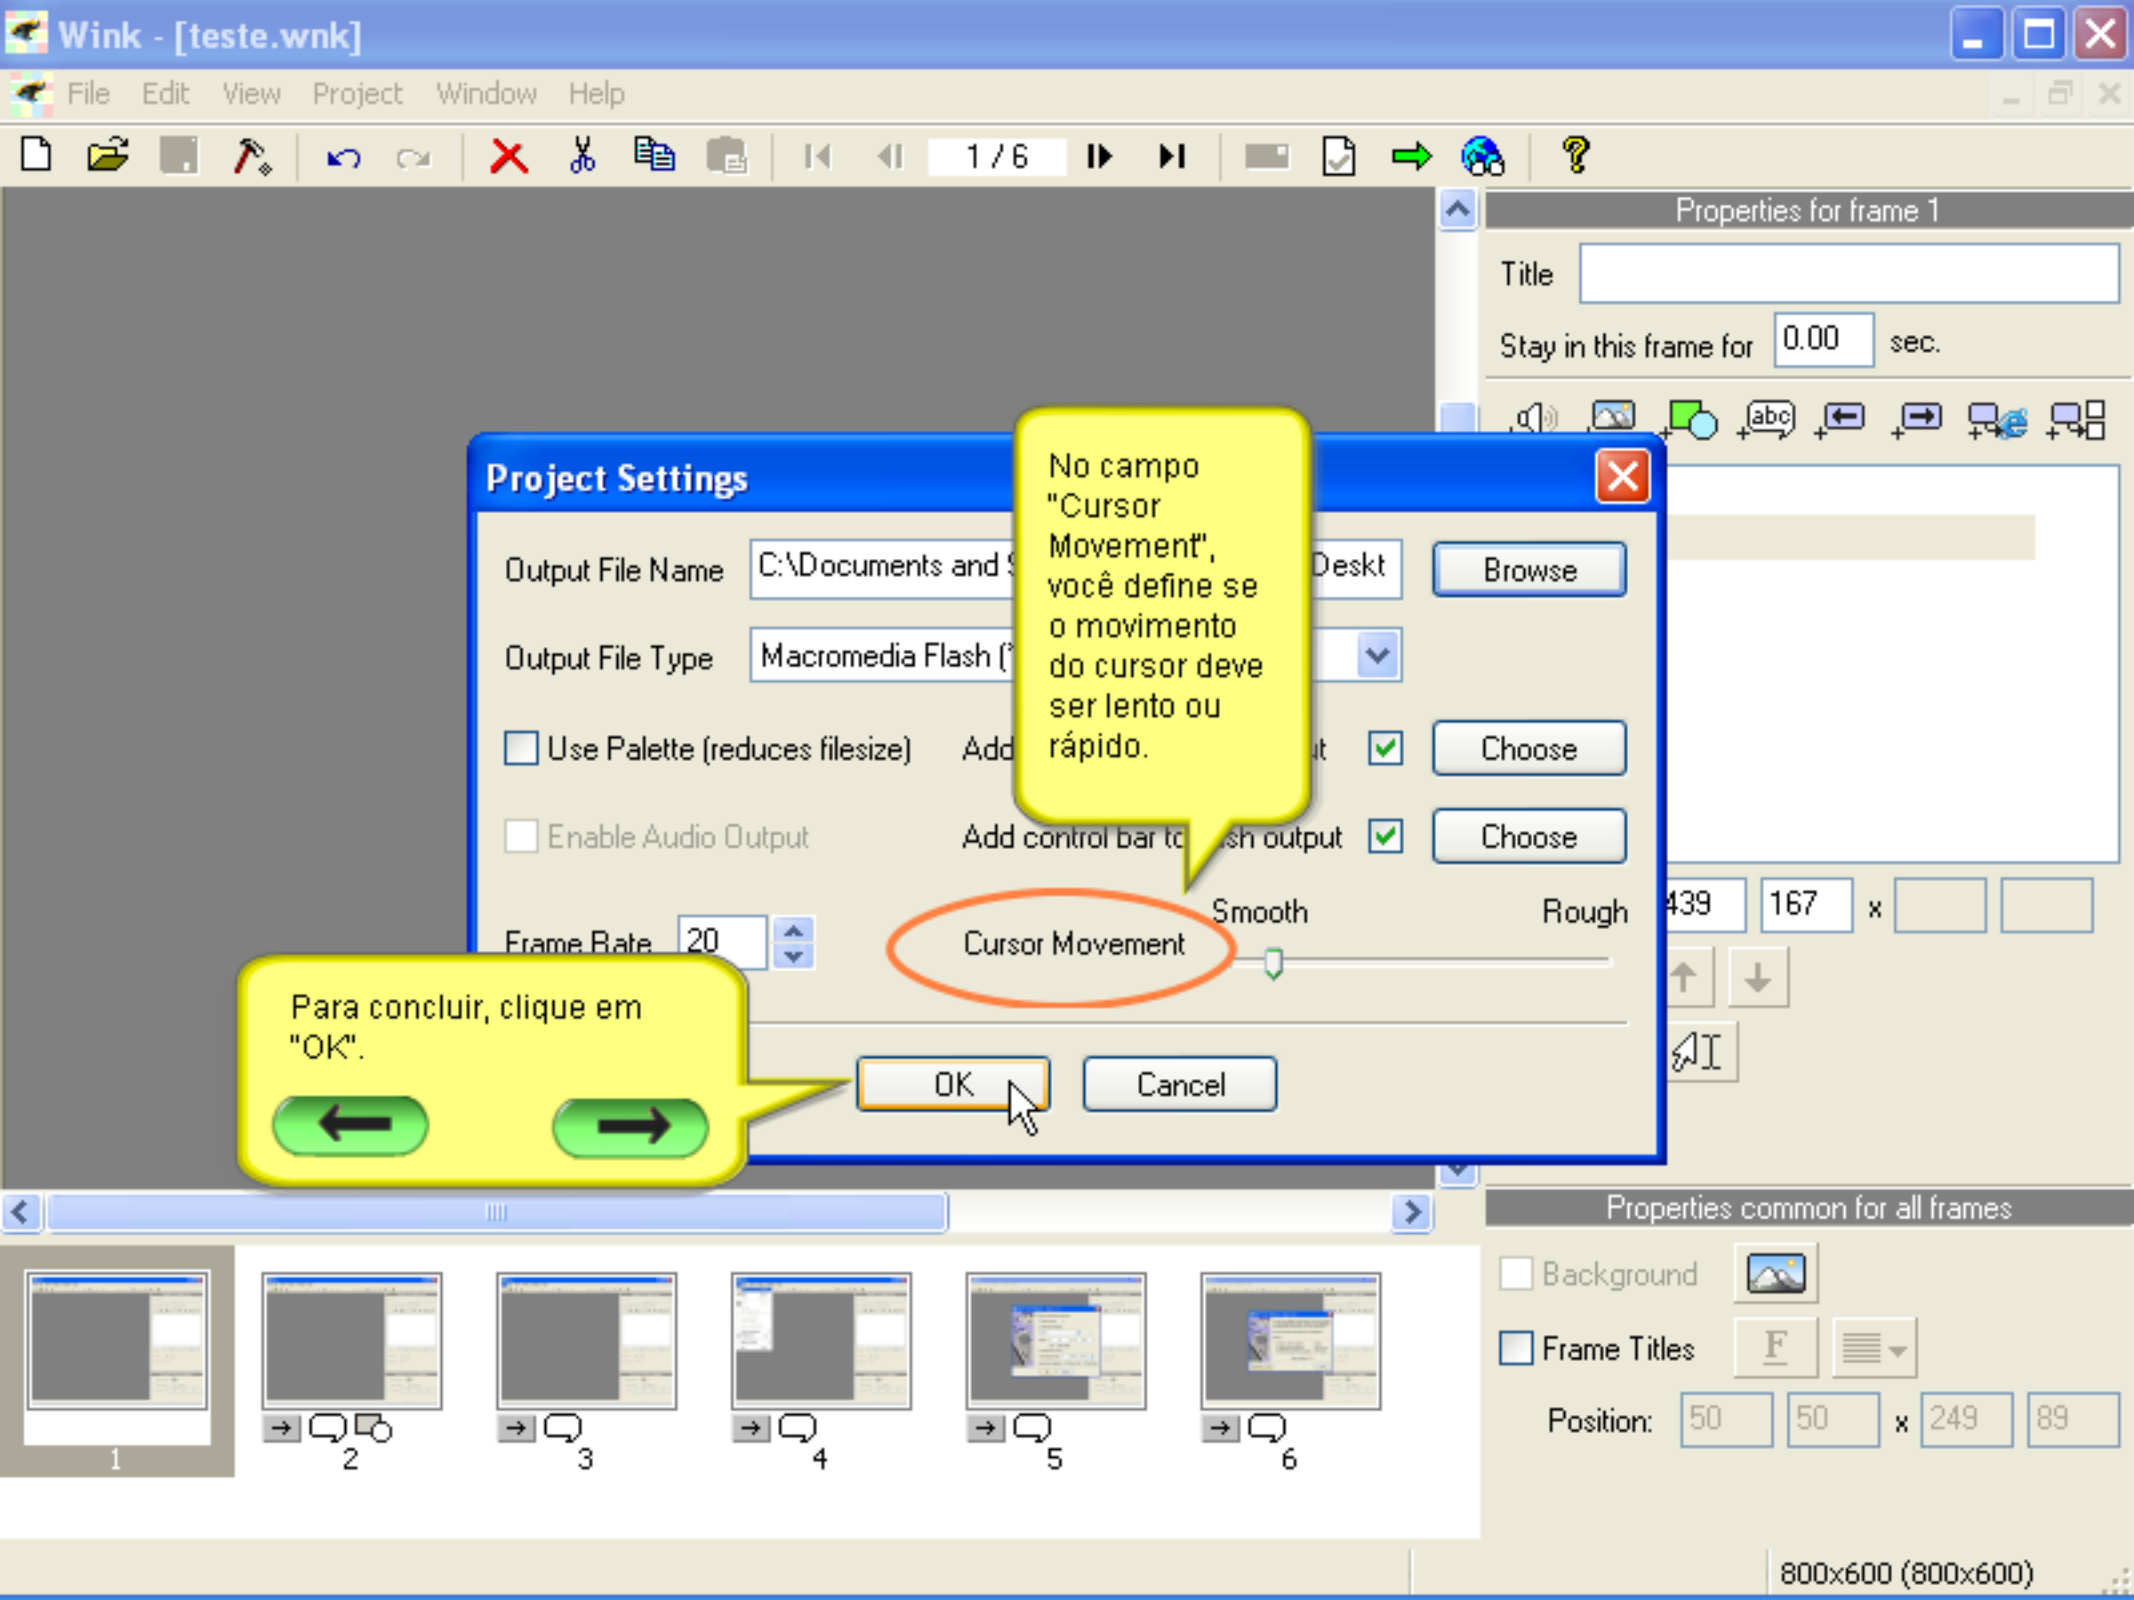 Wink - [teste.wnk]
File Edit View Project Window Help
1 / 6
Properties for frame 1
Title
Stay in this frame for 0.00 sec.
abc
Project Settings
No campo
"Cursor
Movement",
você define se
o movimento
do cursor deve
ser lento ou
rápido.
Output File Name C:\Documents and Deskt Browse
Output File Type Macromedia Flash (
Use Palette (reduces filesize) Add Choose
Enable Audio Output Add control bar to output Choose
Smooth Rough
439 167 x
Frame Rate 20 Cursor Movement
Para concluir, clique em
"OK".
OK Cancel
Properties common for all frames
Background
Frame Titles F
Position: 50 50 x 249 89
1 2 3 4 5 6
800x600 (800x600)